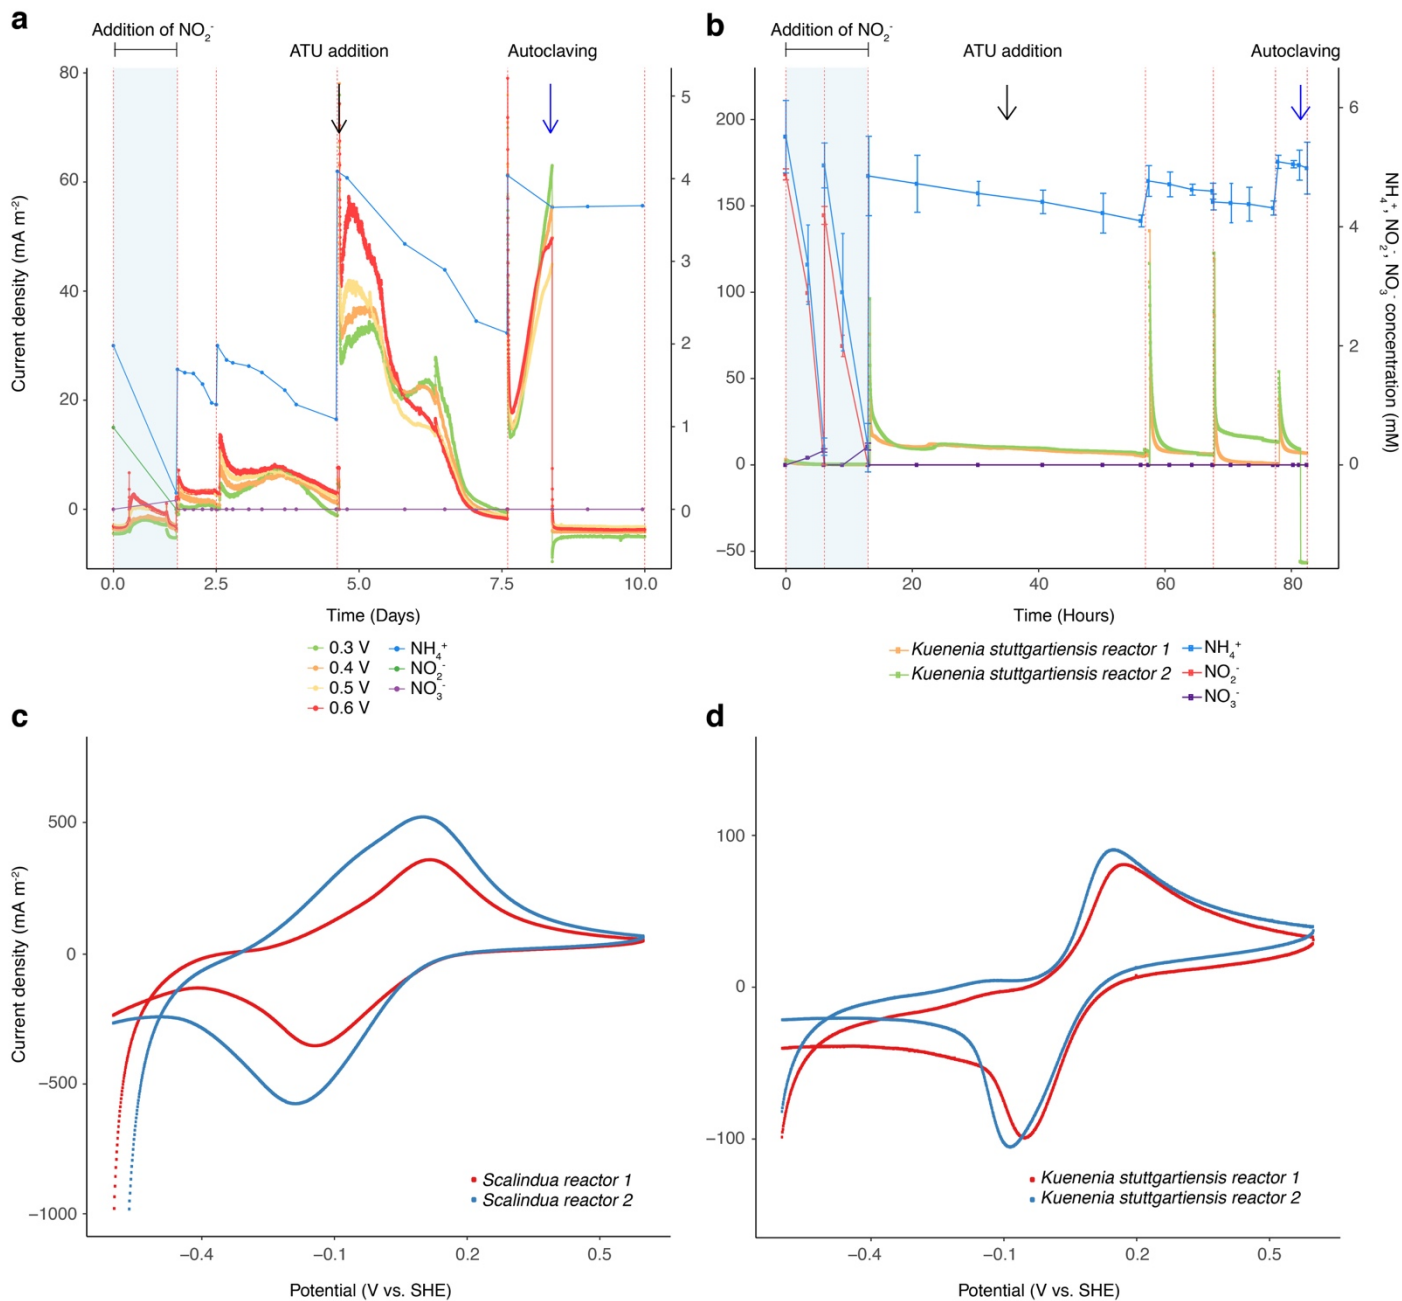 a
Addition of NO₂⁻
ATU addition
Autoclaving
80
60
40
20
0
5
4
3
2
1
0
0.0
2.5
5.0
7.5
10.0
Current density (mA m⁻²)
Time (Days)
0.3 V
0.4 V
0.5 V
0.6 V
NH₄⁺
NO₂⁻
NO₃⁻
b
Addition of NO₂⁻
ATU addition
Autoclaving
200
150
100
50
0
−50
6
4
2
0
NH₄⁺, NO₂⁻, NO₃⁻ concentration (mM)
0
20
40
60
80
Time (Hours)
Kuenenia stuttgartiensis reactor 1
Kuenenia stuttgartiensis reactor 2
NH₄⁺
NO₂⁻
NO₃⁻
c
500
0
−500
−1000
Current density (mA m⁻²)
Scalindua reactor 1
Scalindua reactor 2
−0.4
−0.1
0.2
0.5
Potential (V vs. SHE)
d
100
0
−100
Kuenenia stuttgartiensis reactor 1
Kuenenia stuttgartiensis reactor 2
−0.4
−0.1
0.2
0.5
Potential (V vs. SHE)